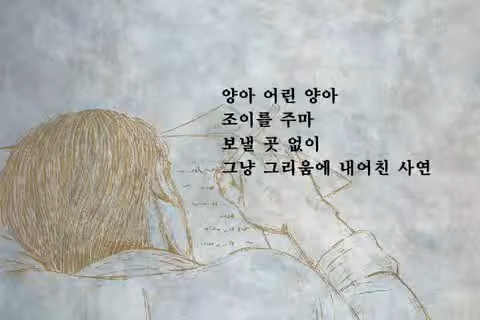 양아 어린 양아
조이를 주마
보낼 곳 없이
그냥 그리움에 내어친 사연